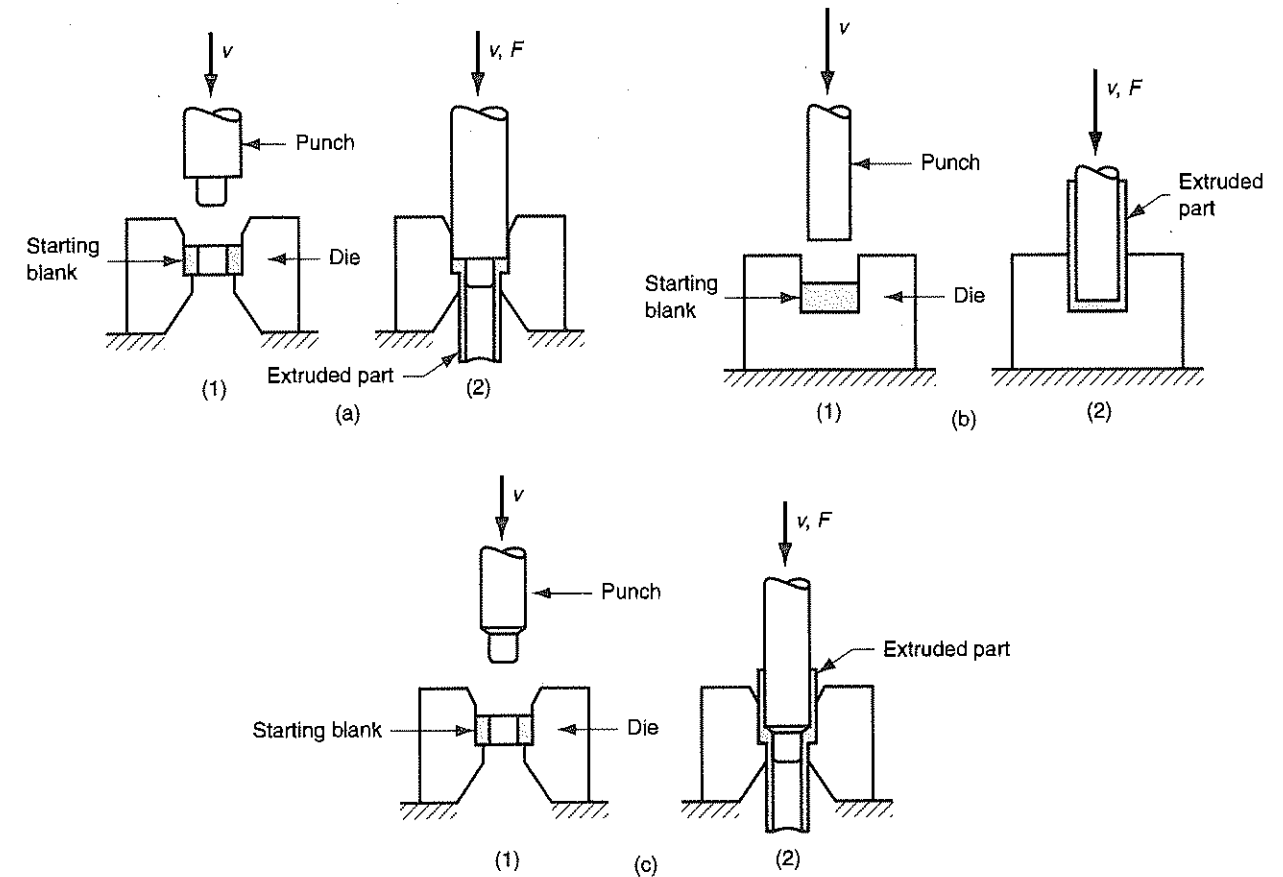 v
v, F
Punch
Starting
blank
Die
Extruded part
(1)
(2)
(a)
v
v, F
Punch
Extruded
part
Starting
blank
Die
(1)
(2)
(b)
v
v, F
Punch
Extruded part
Starting blank
Die
(1)
(2)
(c)